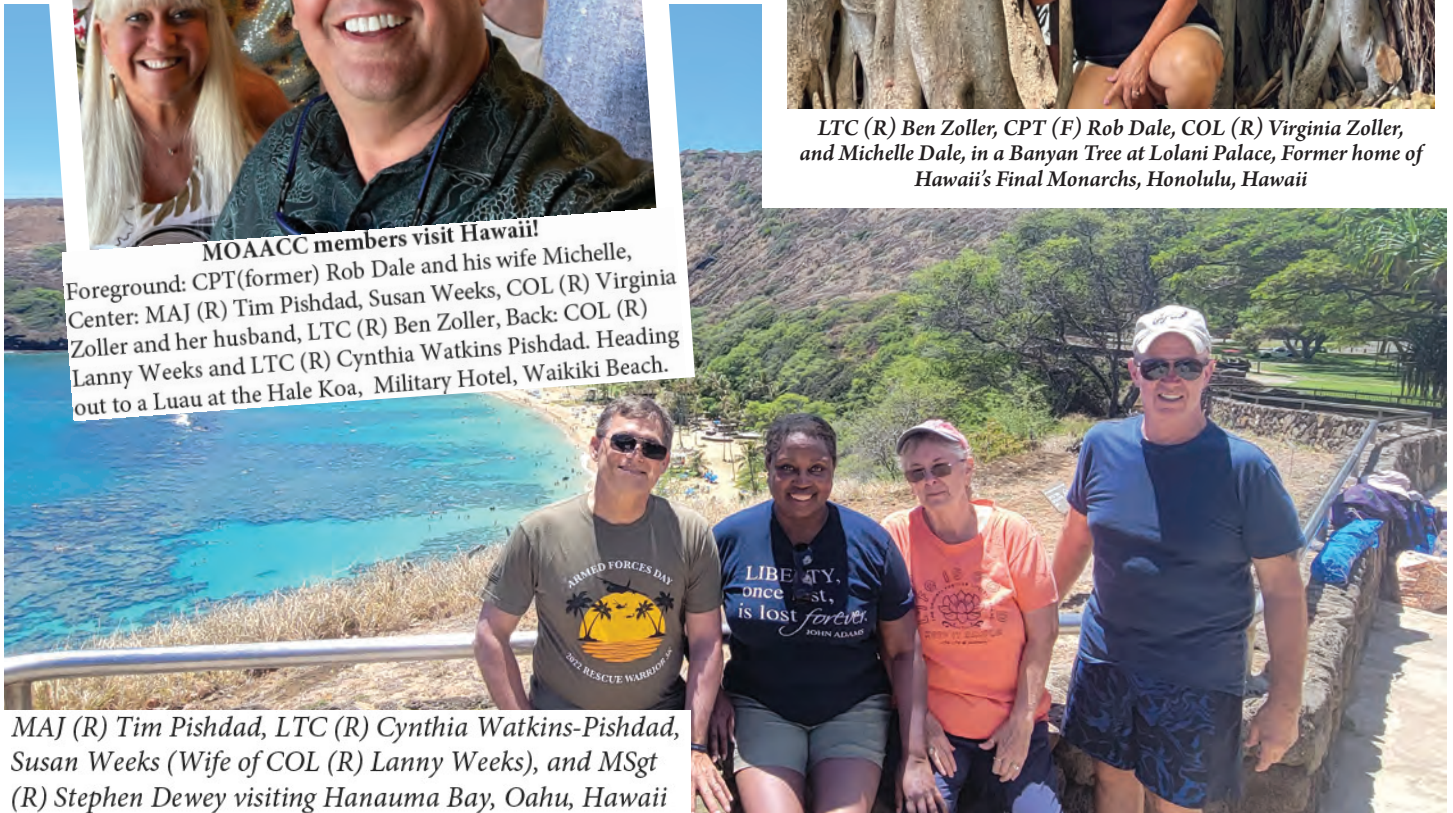 LTC (R) Ben Zoller, CPT (F) Rob Dale, COL (R) Virginia Zoller,
and Michelle Dale, in a Banyan Tree at Lolani Palace, Former home of
Hawaii's Final Monarchs, Honolulu, Hawaii
MOAACC members visit Hawaii!
Foreground: CPT(former) Rob Dale and his wife Michelle,
Center: MAJ (R) Tim Pishdad, Susan Weeks, COL (R) Virginia
Zoller and her husband, LTC (R) Ben Zoller, Back: COL (R)
Lanny Weeks and LTC (R) Cynthia Watkins Pishdad. Heading
out to a Luau at the Hale Koa, Military Hotel, Waikiki Beach.
ARMED FORCES DAY
2022 RESCUE WARRIOR
LIBERTY,
once lost,
is lost forever.
JOHN ADAMS
MAJ (R) Tim Pishdad, LTC (R) Cynthia Watkins-Pishdad,
Susan Weeks (Wife of COL (R) Lanny Weeks), and MSgt
(R) Stephen Dewey visiting Hanauma Bay, Oahu, Hawaii